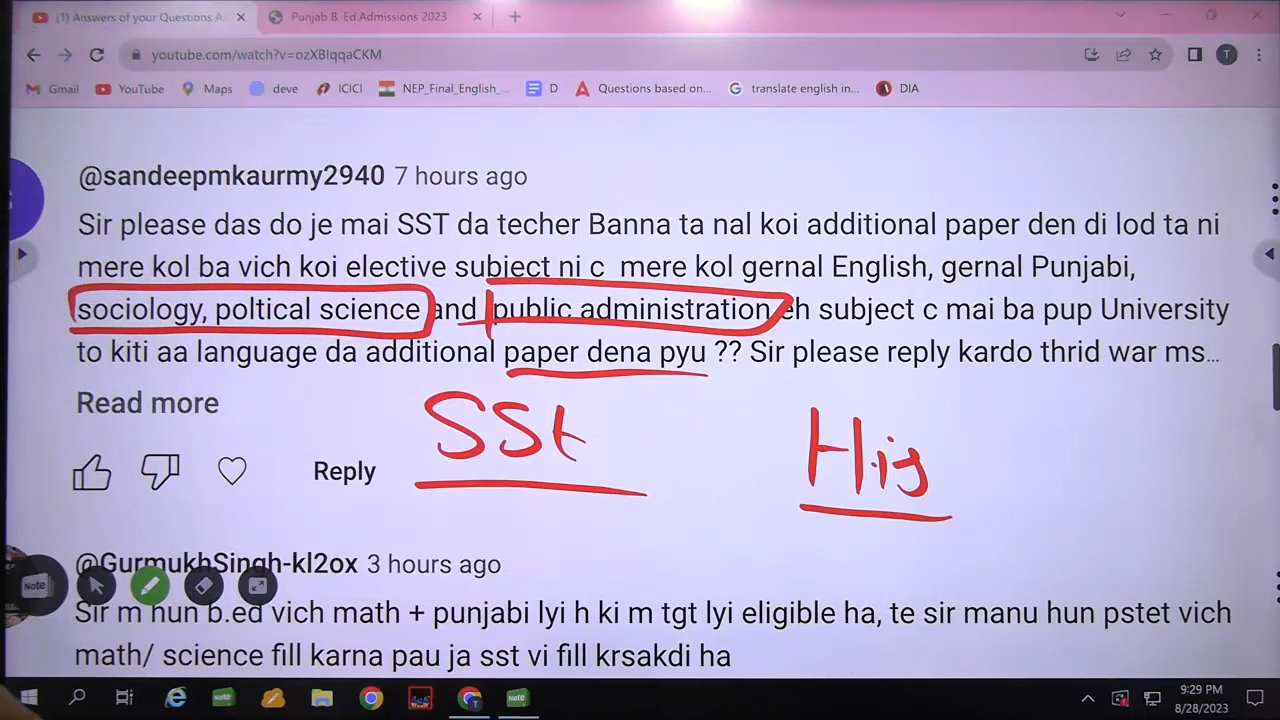 (1) Answers of your Questions A
Punjab B. Ed.Admissions 2023
youtube.com/watch?v=ozXBIqqaCKM
T
Gmail YouTube Maps deve ICICI NEP_Final_English_... D Questions based on... translate english in... DIA
@sandeepmkaurmy2940 7 hours ago
Sir please das do je mai SST da techer Banna ta nal koi additional paper den di lod ta ni
mere kol ba vich koi elective subject ni c mere kol gernal English, gernal Punjabi,
sociology, poltical science and public administration eh subject c mai ba pup University
to kiti aa language da additional paper dena pyu ?? Sir please reply kardo thrid war ms...
Read more
SSt
His
Reply
@GurmukhSingh-kl2ox 3 hours ago
Note
Sir m hun b.ed vich math + punjabi lyi h ki m tgt lyi eligible ha, te sir manu hun pstet vich
math/ science fill karna pau ja sst vi fill krsakdi ha
Note
Note
9:29 PM
8/28/2023